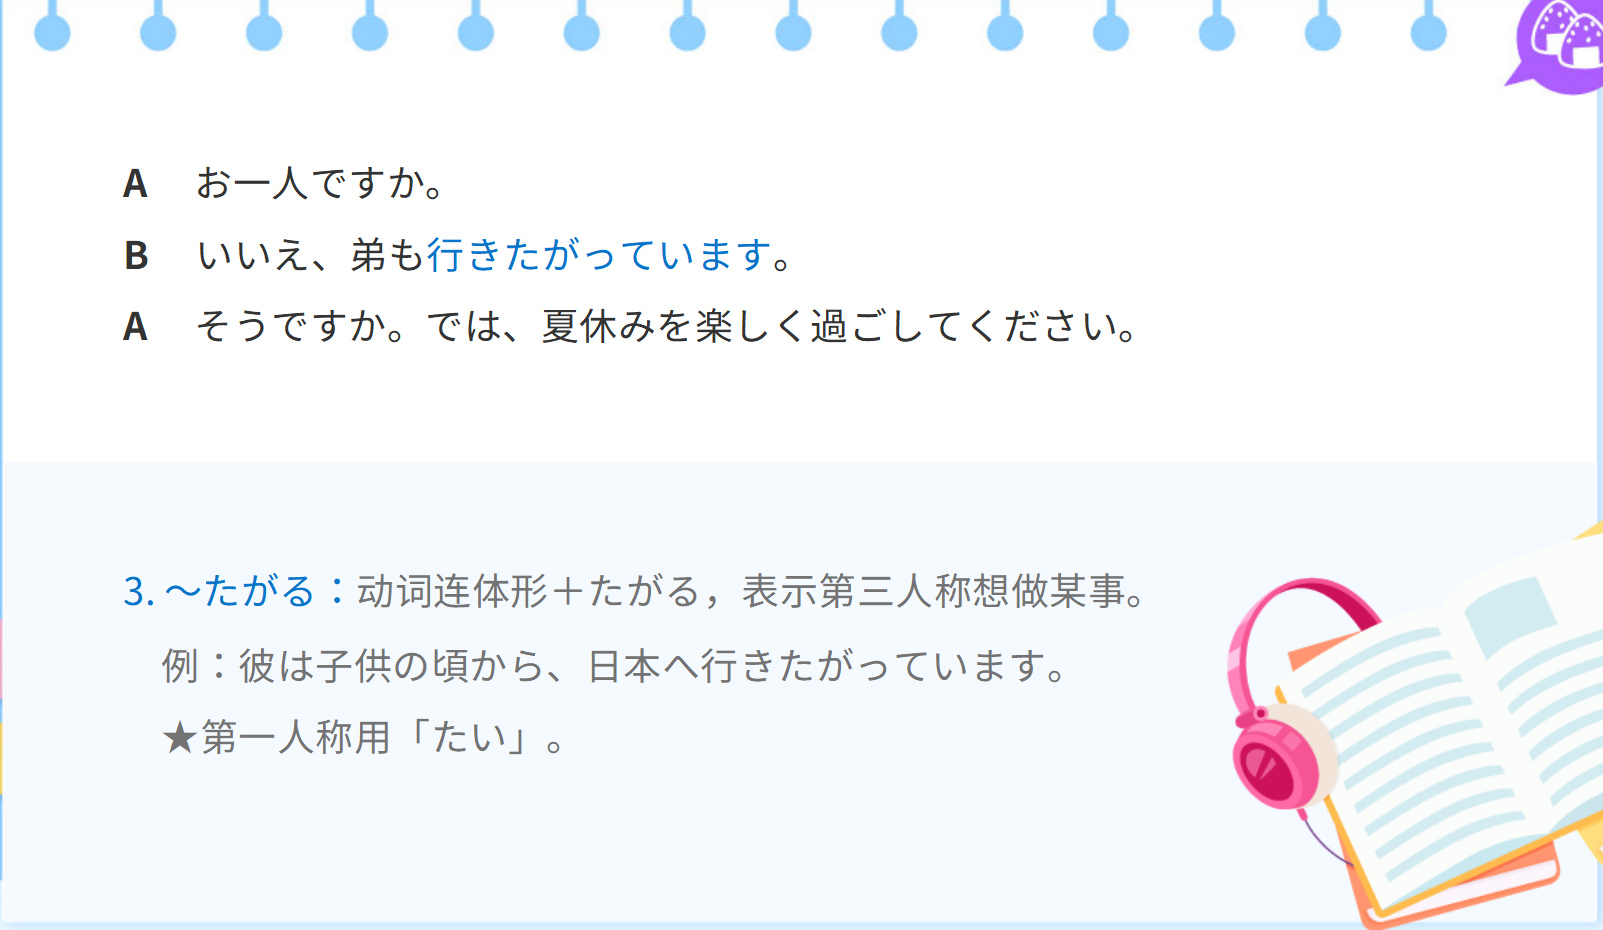 A お一人ですか。
B いいえ、弟も行きたがっています。
A そうですか。では、夏休みを楽しく過ごしてください。
3. ～たがる：动词连体形＋たがる，表示第三人称想做某事。
例：彼は子供の頃から、日本へ行きたがっています。
★第一人称用「たい」。